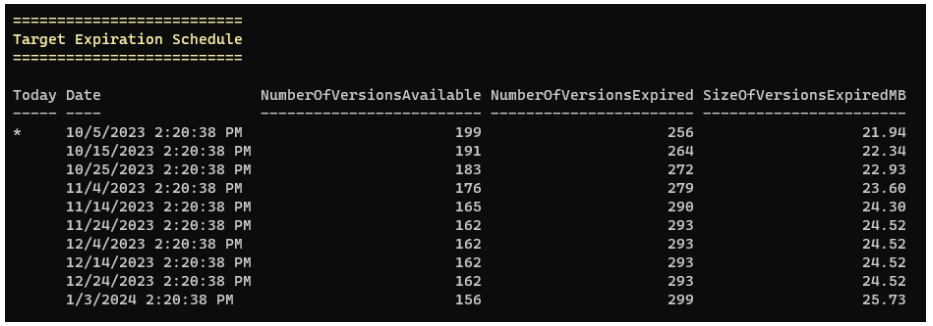 ==========================
Target Expiration Schedule
==========================
Today Date NumberOfVersionsAvailable NumberOfVersionsExpired SizeOfVersionsExpiredMB
----- ---- ------------------------- ----------------------- -----------------------
* 10/5/2023 2:20:38 PM 199 256 21.94
10/15/2023 2:20:38 PM 191 264 22.34
10/25/2023 2:20:38 PM 183 272 22.93
11/4/2023 2:20:38 PM 176 279 23.60
11/14/2023 2:20:38 PM 165 290 24.30
11/24/2023 2:20:38 PM 162 293 24.52
12/4/2023 2:20:38 PM 162 293 24.52
12/14/2023 2:20:38 PM 162 293 24.52
12/24/2023 2:20:38 PM 162 293 24.52
1/3/2024 2:20:38 PM 156 299 25.73